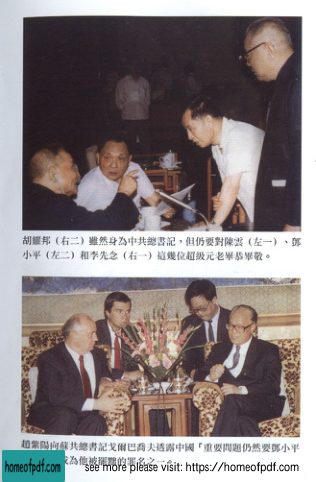 胡耀邦（右二）雖然身為中共總書記，但仍要對陳雲（左一）、鄧
小平（左二）和李先念（右一）這幾位超級元老畢恭畢敬。
趙紫陽向蘇共總書記戈爾巴喬夫透露中國「重要問題仍然要鄧小平
成為他被罷黜的罪名之一。
homeofpdf.com
see more please visit: https://homeofpdf.com